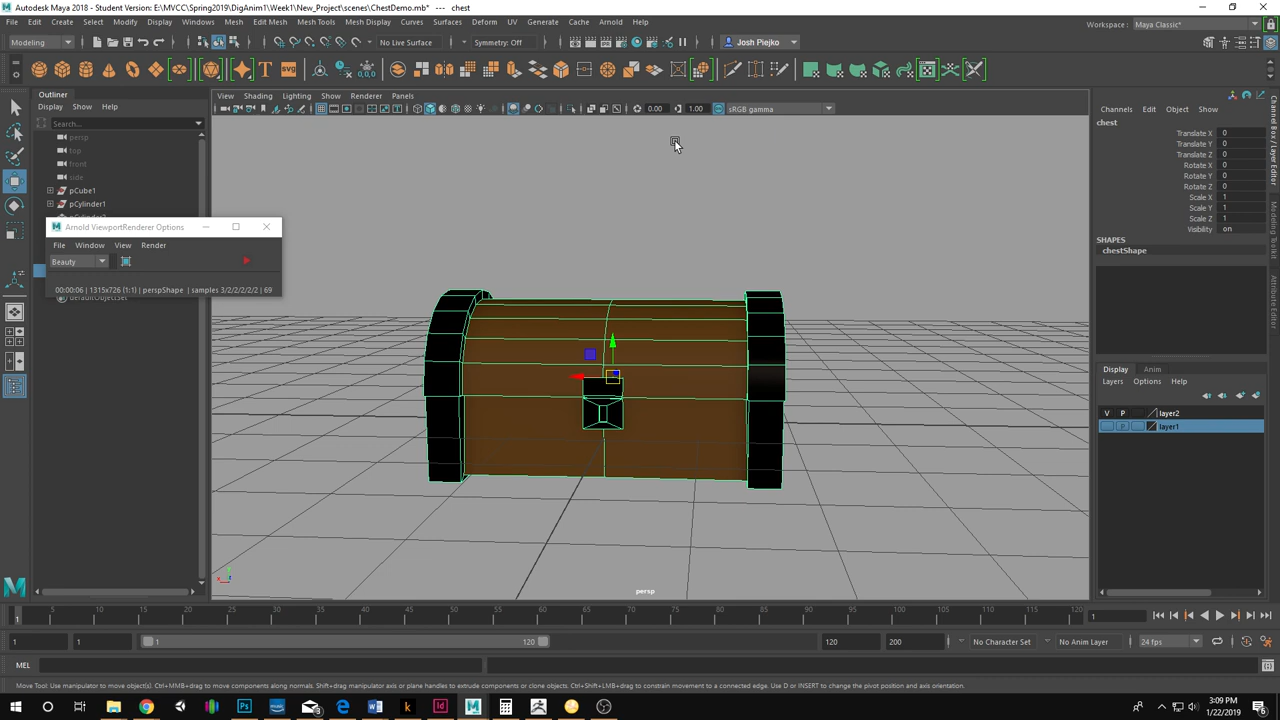 Autodesk Maya 2018 - Student Version: E:\MVCC\Spring2019\DigAnim1\Week1\New_Project\scenes\ChestDemo.mb* --- chest
File Edit Create Select Modify Display Windows Mesh Edit Mesh Mesh Tools Mesh Display Curves Surfaces Deform UV Generate Cache Arnold Help
Workspace : Maya Classic*
Modeling
No Live Surface
Symmetry: Off
Josh Piejko
Outliner
Display Show Help
Search...
persp
top
front
side
pCube1
pCylinder1
Arnold ViewportRenderer Options
File Window View Render
Beauty
00:00:06 | 1315x726 (1:1) | perspShape | samples 3/2/2/2/2/2 | 69
defaultObjectSet
View Shading Lighting Show Renderer Panels
0.00 1.00 sRGB gamma
persp
Channels Edit Object Show
chest
Translate X 0
Translate Y 0
Translate Z 0
Rotate X 0
Rotate Y 0
Rotate Z 0
Scale X 1
Scale Y 1
Scale Z 1
Visibility on
SHAPES
chestShape
Channel Box / Layer Editor
Modeling Toolkit
Attribute Editor
Display Anim
Layers Options Help
V P layer2
P layer1
5 10 15 20 25 30 35 40 45 50 55 60 65 70 75 80 85 90 95 100 105 110 115 120
1
1
1 1 1 120 120 200 No Character Set No Anim Layer 24 fps
MEL
Move Tool: Use manipulator to move object(s). Ctrl+MMB+drag to move components along normals. Shift+drag manipulator axis or plane handles to extrude components or clone objects. Ctrl+Shift+LMB+drag to constrain movement to a connected edge. Use D or INSERT to change the pivot position and axis orientation.
3:09 PM
1/22/2019